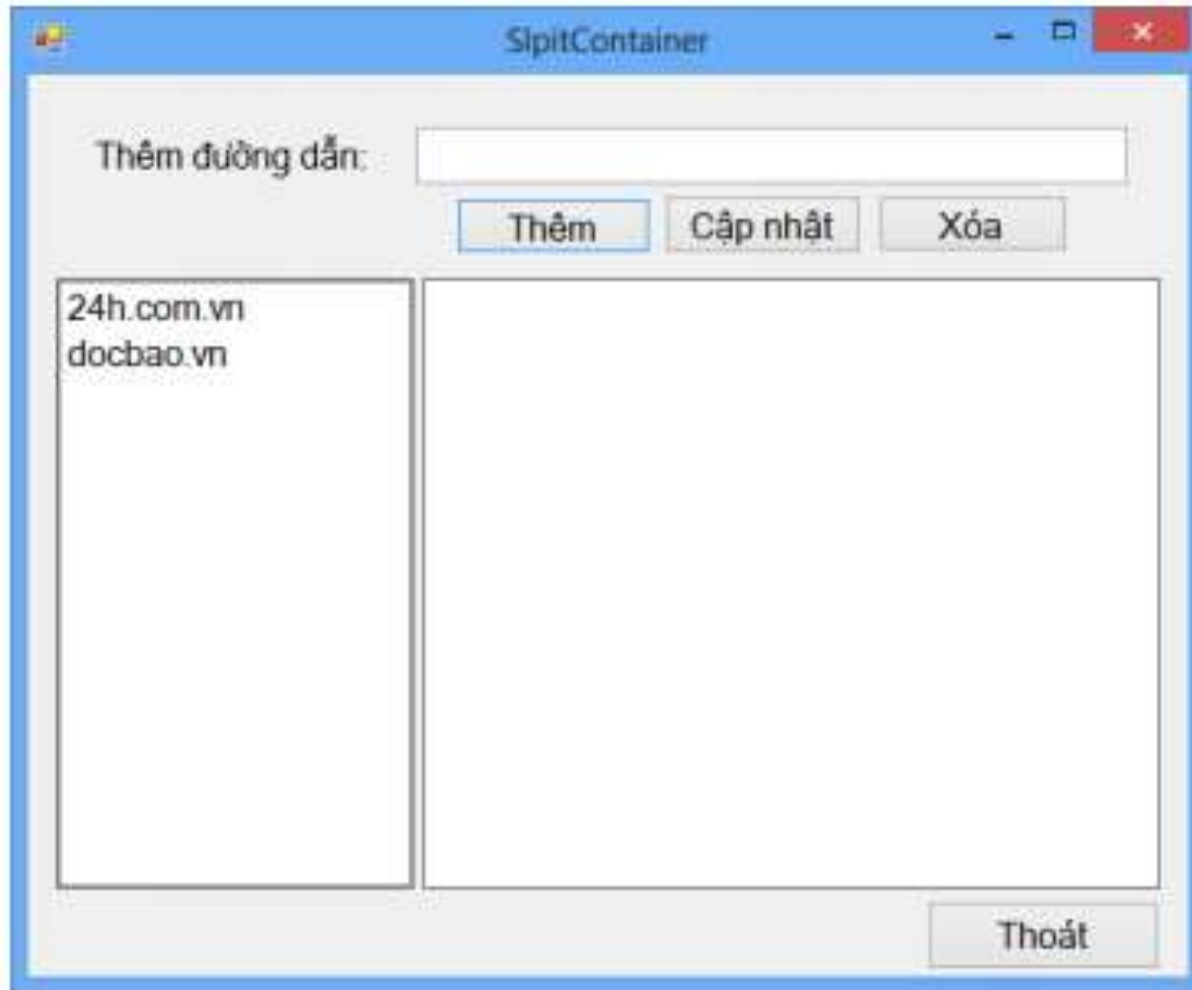 SlpitContainer
Thêm đường dẫn:
Thêm Cập nhật Xóa
24h.com.vn
docbao.vn
Thoát